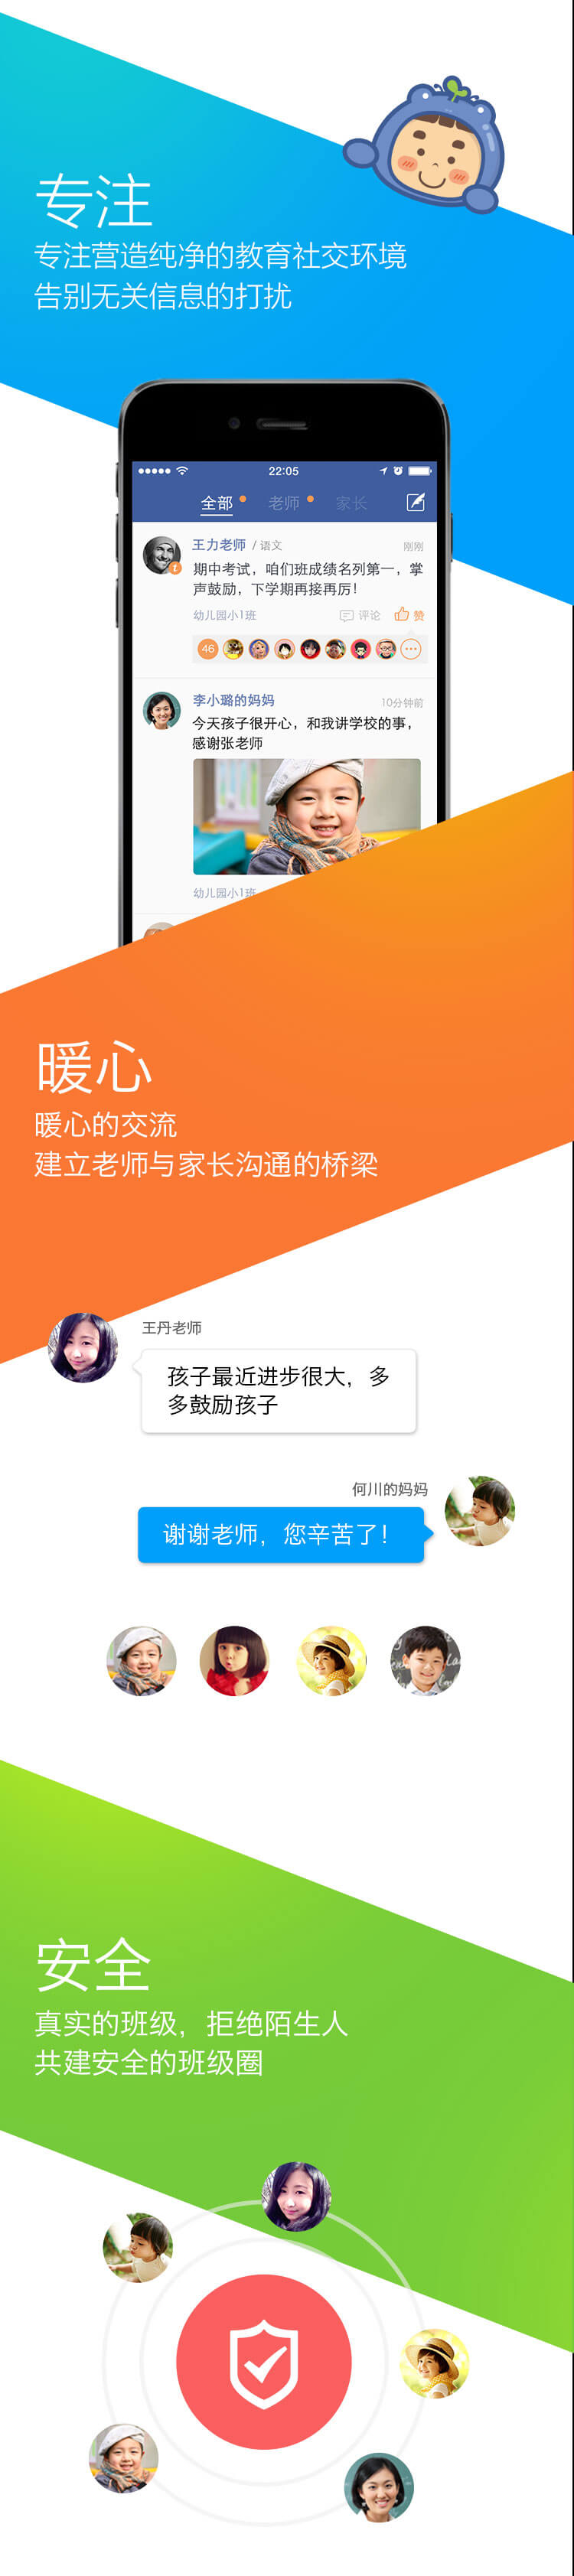 专注
专注营造纯净的教育社交环境
告别无关信息的打扰
22:05
全部 老师 家长
王力老师 / 语文 刚刚
期中考试，咱们班成绩名列第一，掌
声鼓励，下学期再接再厉！
幼儿园小1班 评论 赞
46
李小璐的妈妈 10分钟前
今天孩子很开心，和我讲学校的事，
感谢张老师
幼儿园小1班
暖心
暖心的交流
建立老师与家长沟通的桥梁
王丹老师
孩子最近进步很大，多
多鼓励孩子
何川的妈妈
谢谢老师，您辛苦了！
安全
真实的班级，拒绝陌生人
共建安全的班级圈